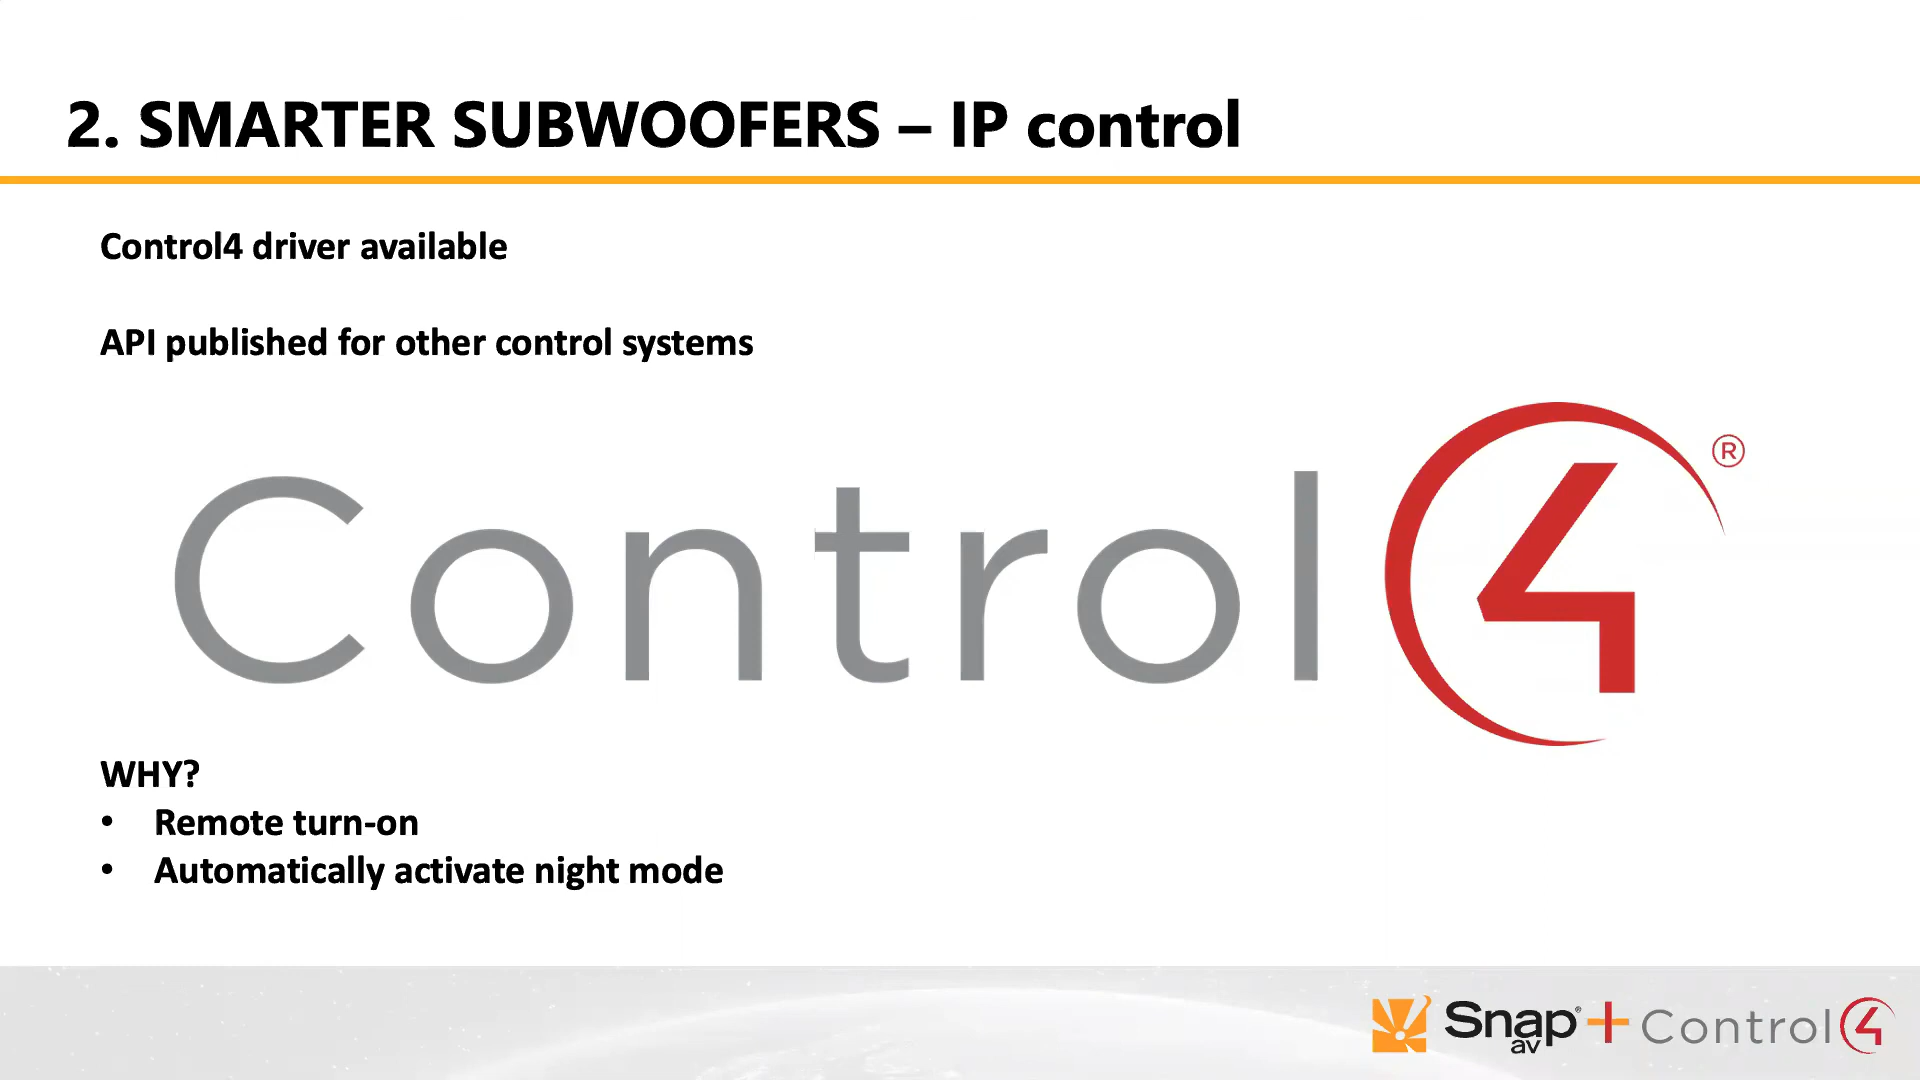 2. SMARTER SUBWOOFERS – IP control
Control4 driver available
API published for other control systems
Control4®
WHY?
• Remote turn-on
• Automatically activate night mode
Snap av + Control4